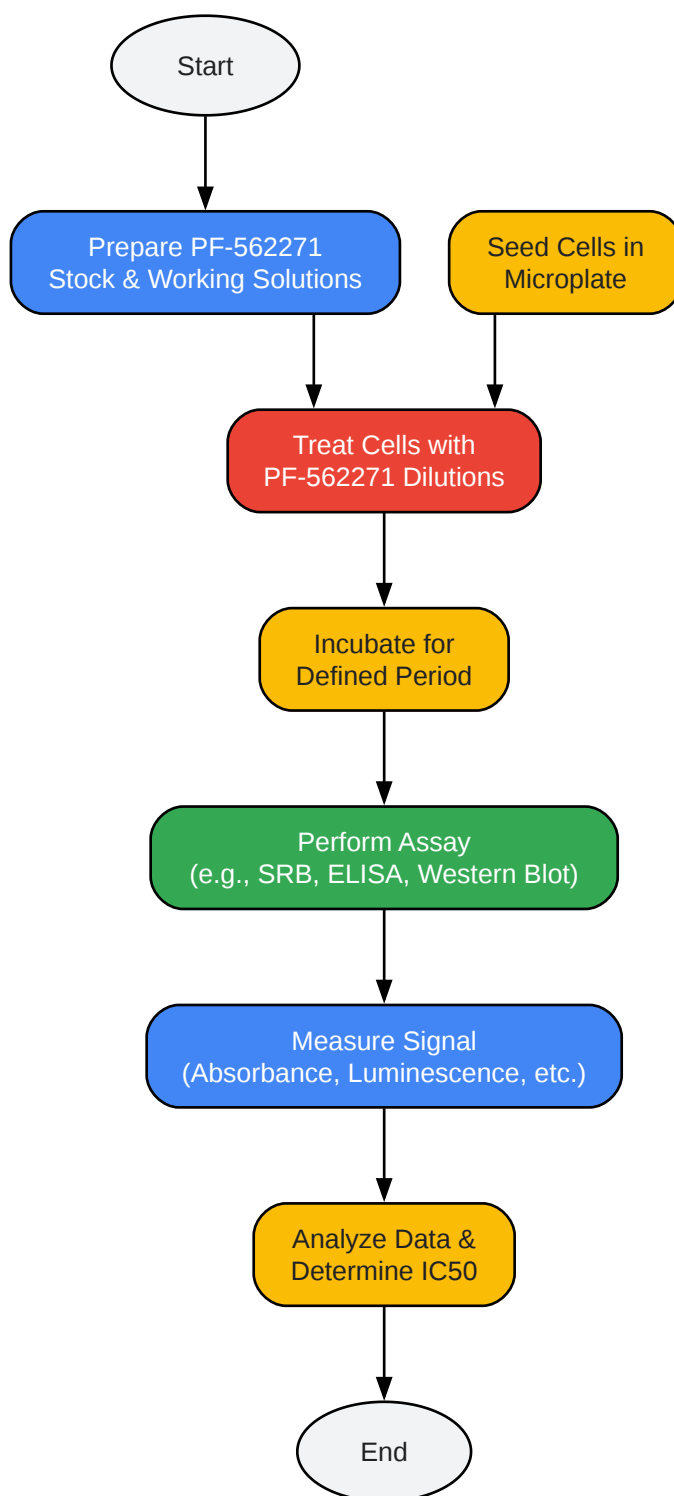 Start
Prepare PF-562271
Stock & Working Solutions
Seed Cells in
Microplate
Treat Cells with
PF-562271 Dilutions
Incubate for
Defined Period
Perform Assay
(e.g., SRB, ELISA, Western Blot)
Measure Signal
(Absorbance, Luminescence, etc.)
Analyze Data &
Determine IC50
End